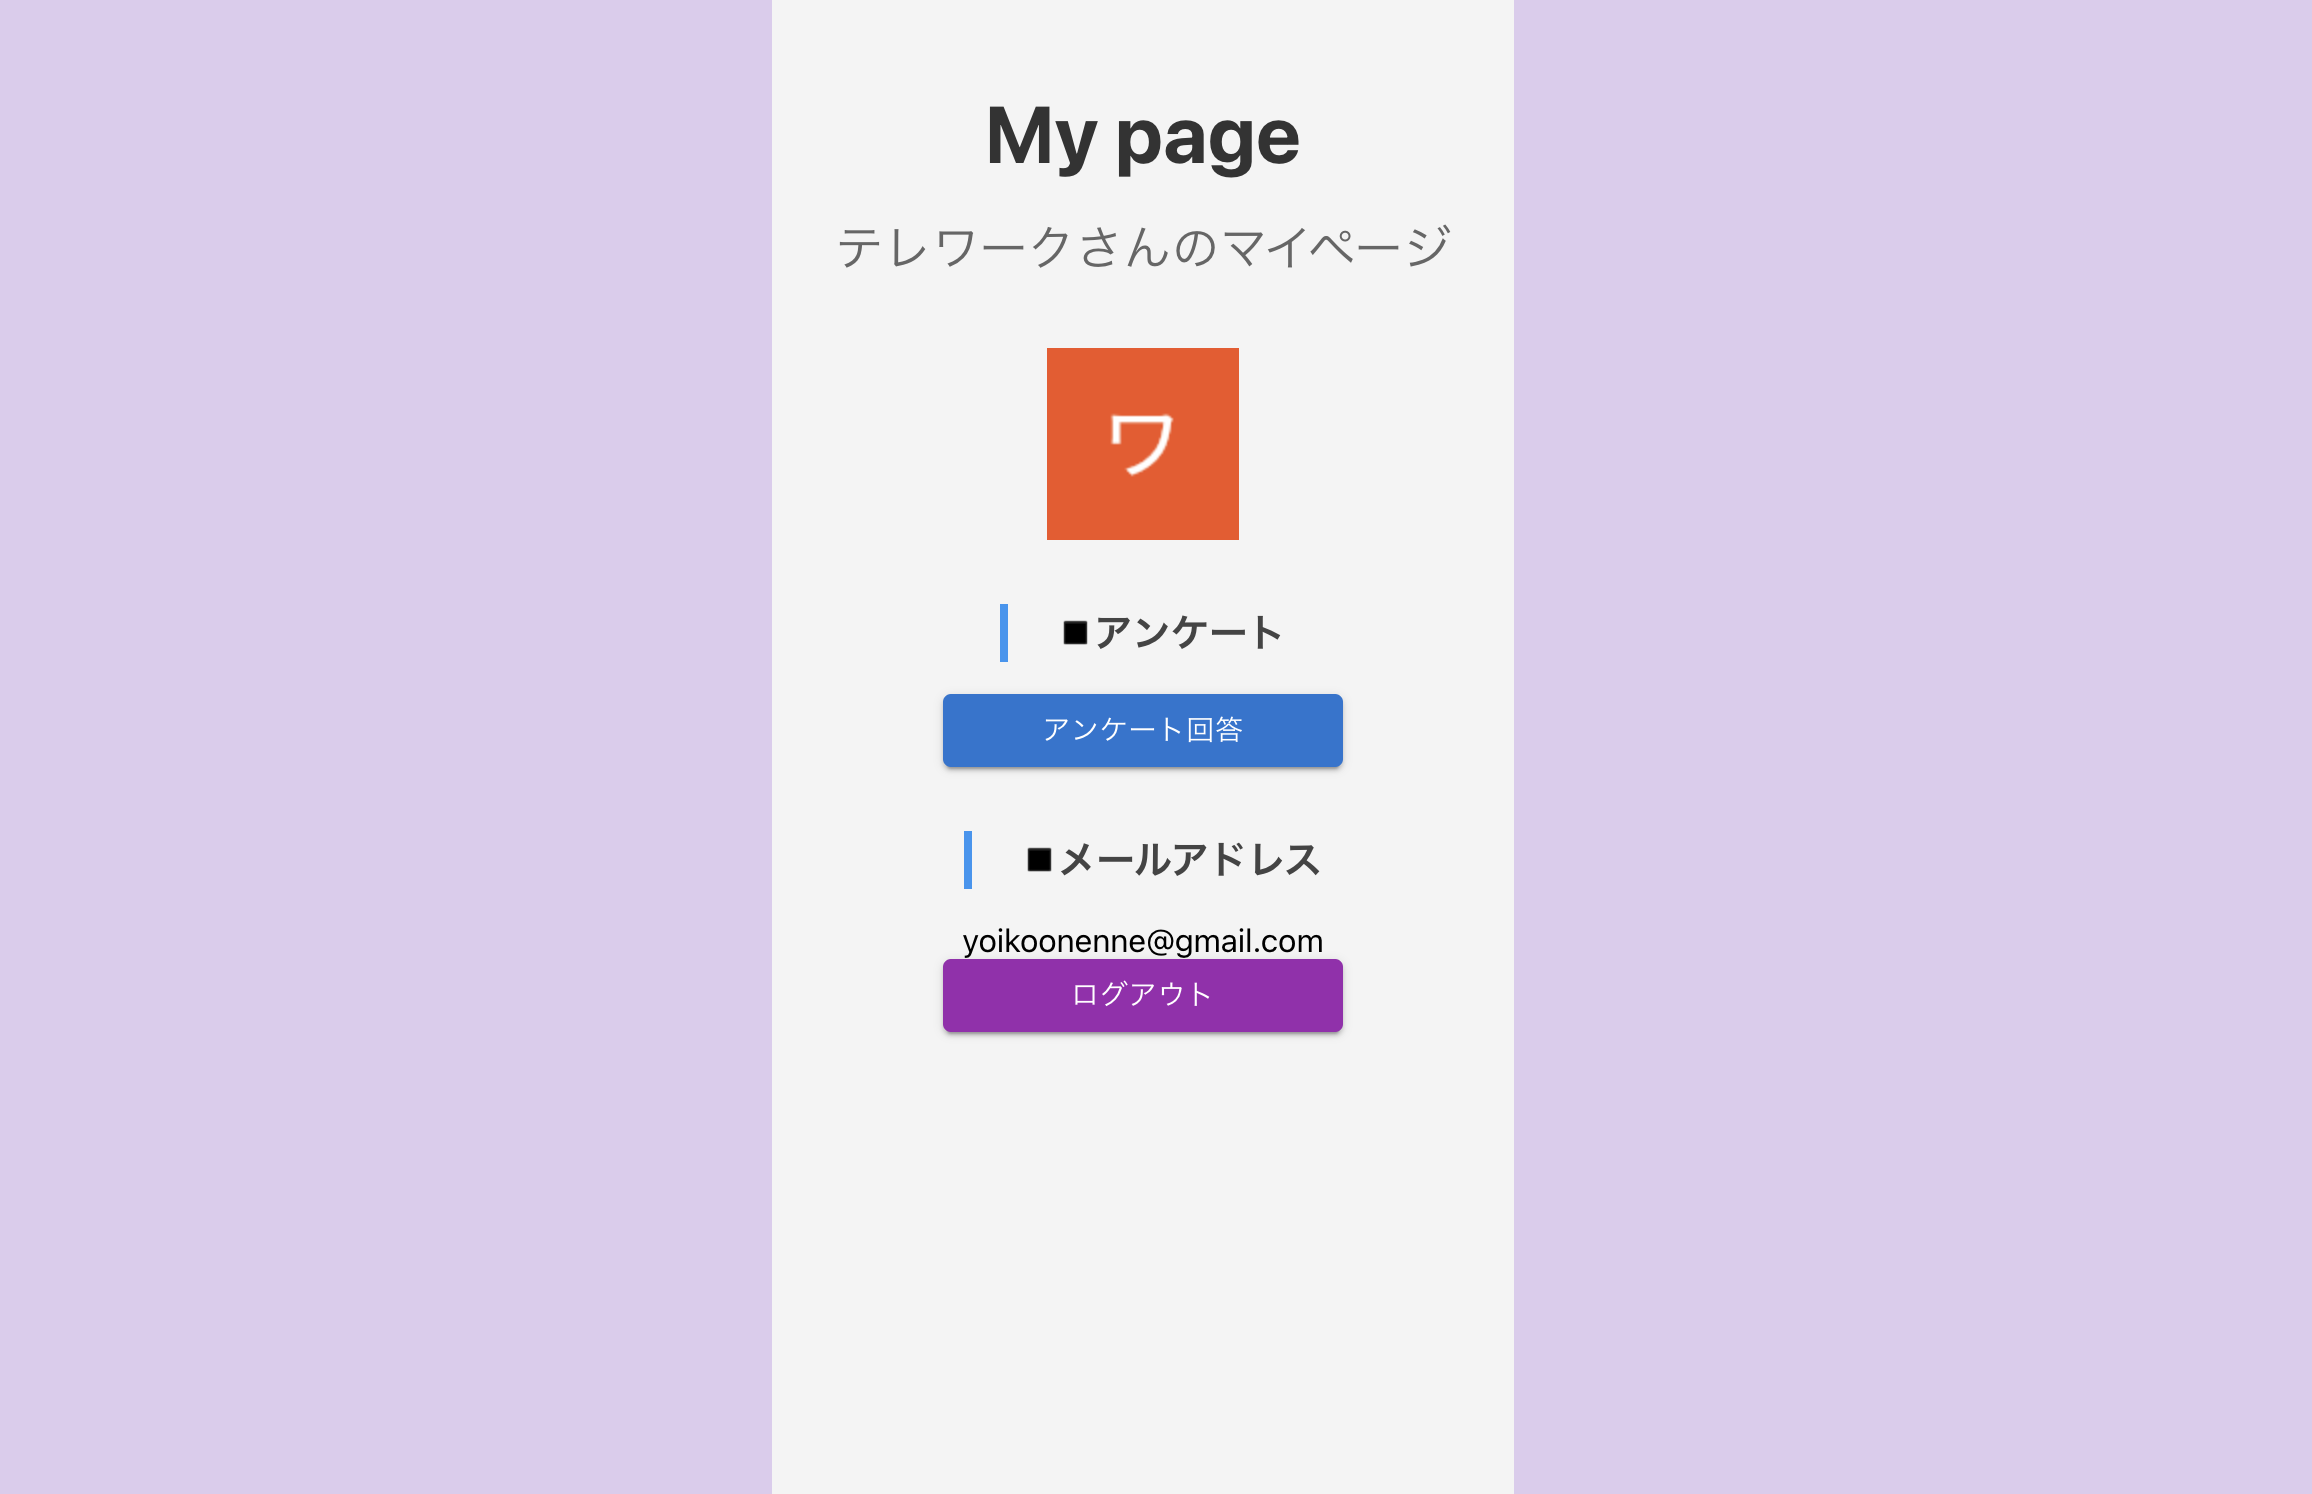 My page
テレワークさんのマイページ
ワ
■アンケート
アンケート回答
■メールアドレス
yoikoonenne@gmail.com
ログアウト